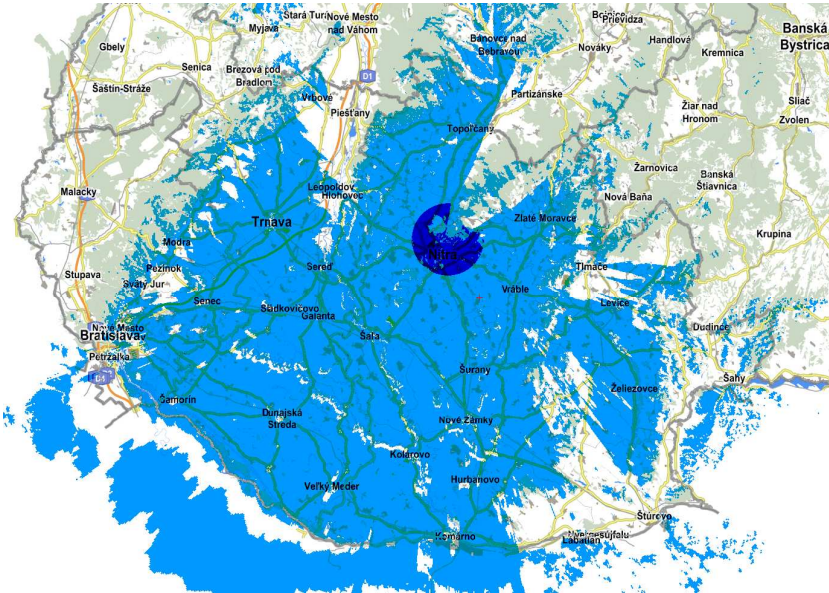 Stará Turá
Nové Mesto
nad Váhom
Myjava
Gbely
Senica
Brezová pod
Bradlom
Šaštín-Stráže
Vrbové
D1
Piešťany
Bánovce nad
Bebravou
Prievidza
Nováky
Handlová
Kremnica
Banská
Bystrica
Partizánske
Žiar nad
Hronom
Sliač
Zvolen
Topoľčany
Malacky
Leopoldov
Hlohovec
Žarnovica
Banská
Štiavnica
Nová Baňa
Trnava
Zlaté Moravce
Krupina
Modra
Nitra
Pezinok
Sereď
Tlmače
Stupava
Svätý Jur
Senec
Vráble
Levice
Sládkovičovo
Galanta
Nové Mesto
Bratislava
Šaľa
Dudince
Petržalka
D1
Šurany
Šahy
Želiezovce
Šamorín
Dunajská
Streda
Nové Zámky
Kolárovo
Hurbanovo
Veľký Meder
Štúrovo
Komárno
Nyergesújfalu
Lábatlan